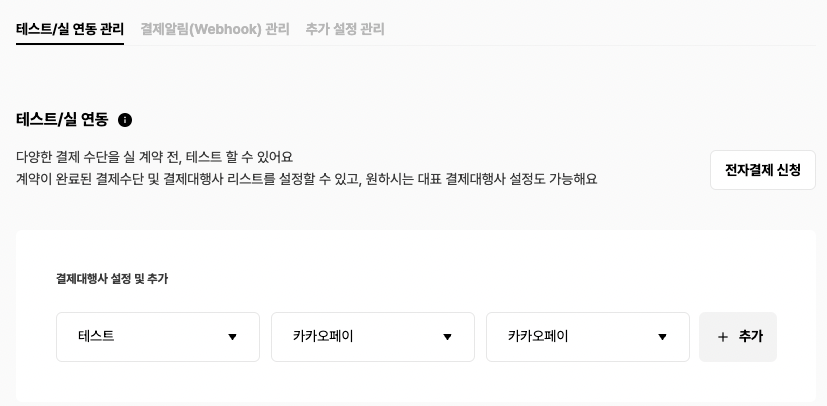 테스트/실 연동 관리 결제알림(Webhook) 관리 추가 설정 관리
테스트/실 연동
다양한 결제 수단을 실 계약 전, 테스트 할 수 있어요
계약이 완료된 결제수단 및 결제대행사 리스트를 설정할 수 있고, 원하시는 대표 결제대행사 설정도 가능해요
전자결제 신청
결제대행사 설정 및 추가
테스트 카카오페이 카카오페이 + 추가